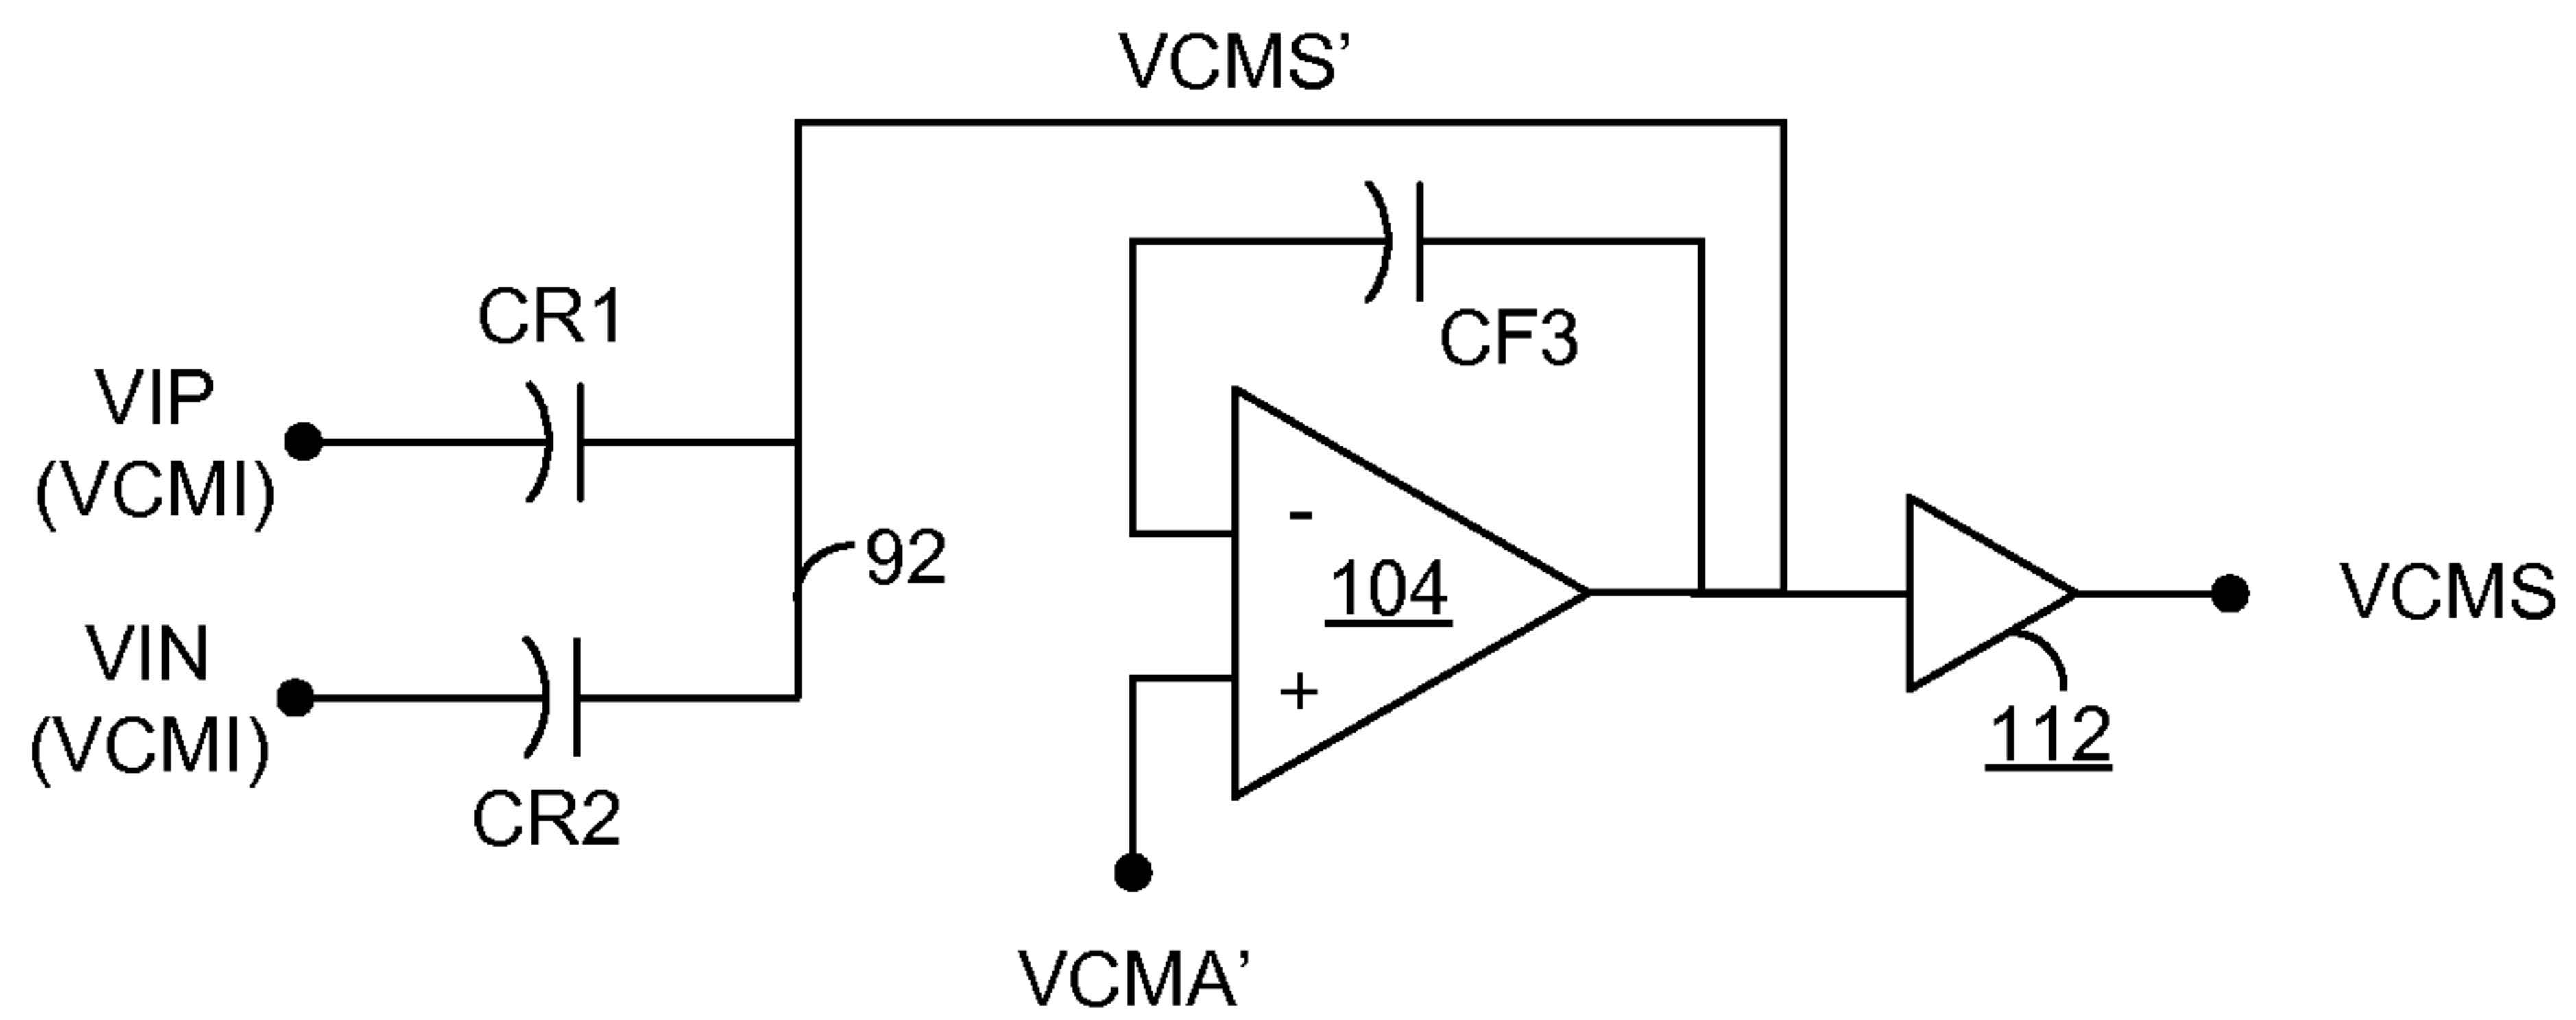 VCMS’
CR1
CF3
VIP
(VCMI)
92
-
104
+
VIN
(VCMI)
VCMS
112
CR2
VCMA’